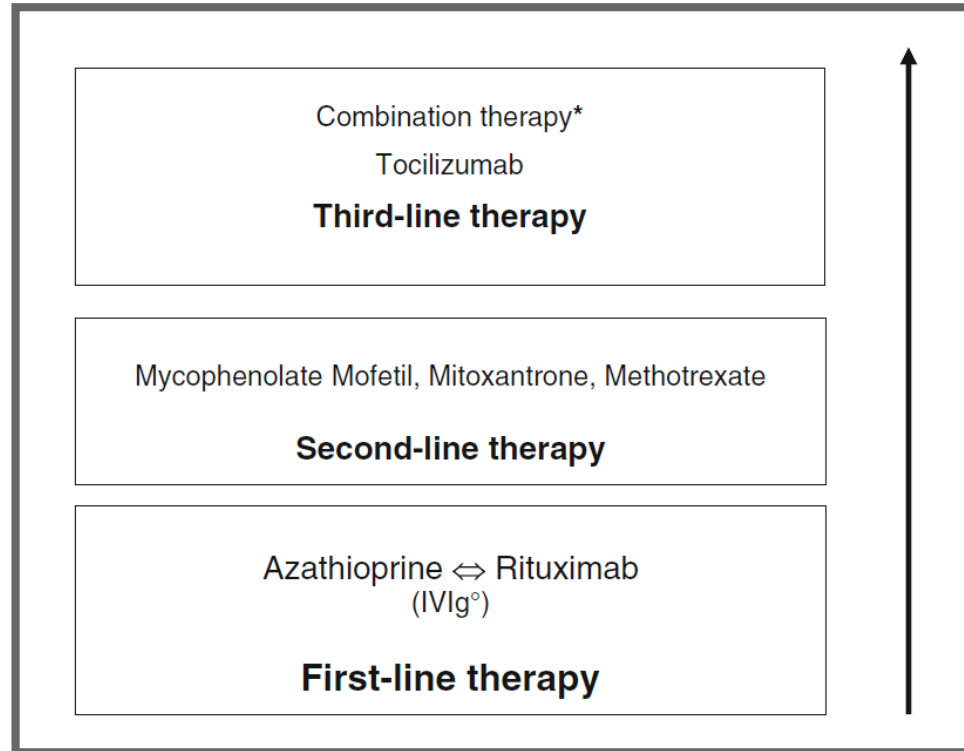 Combination therapy*
Tocilizumab
Third-line therapy
Mycophenolate Mofetil, Mitoxantrone, Methotrexate
Second-line therapy
Azathioprine ⇔ Rituximab
(IVIg°)
First-line therapy